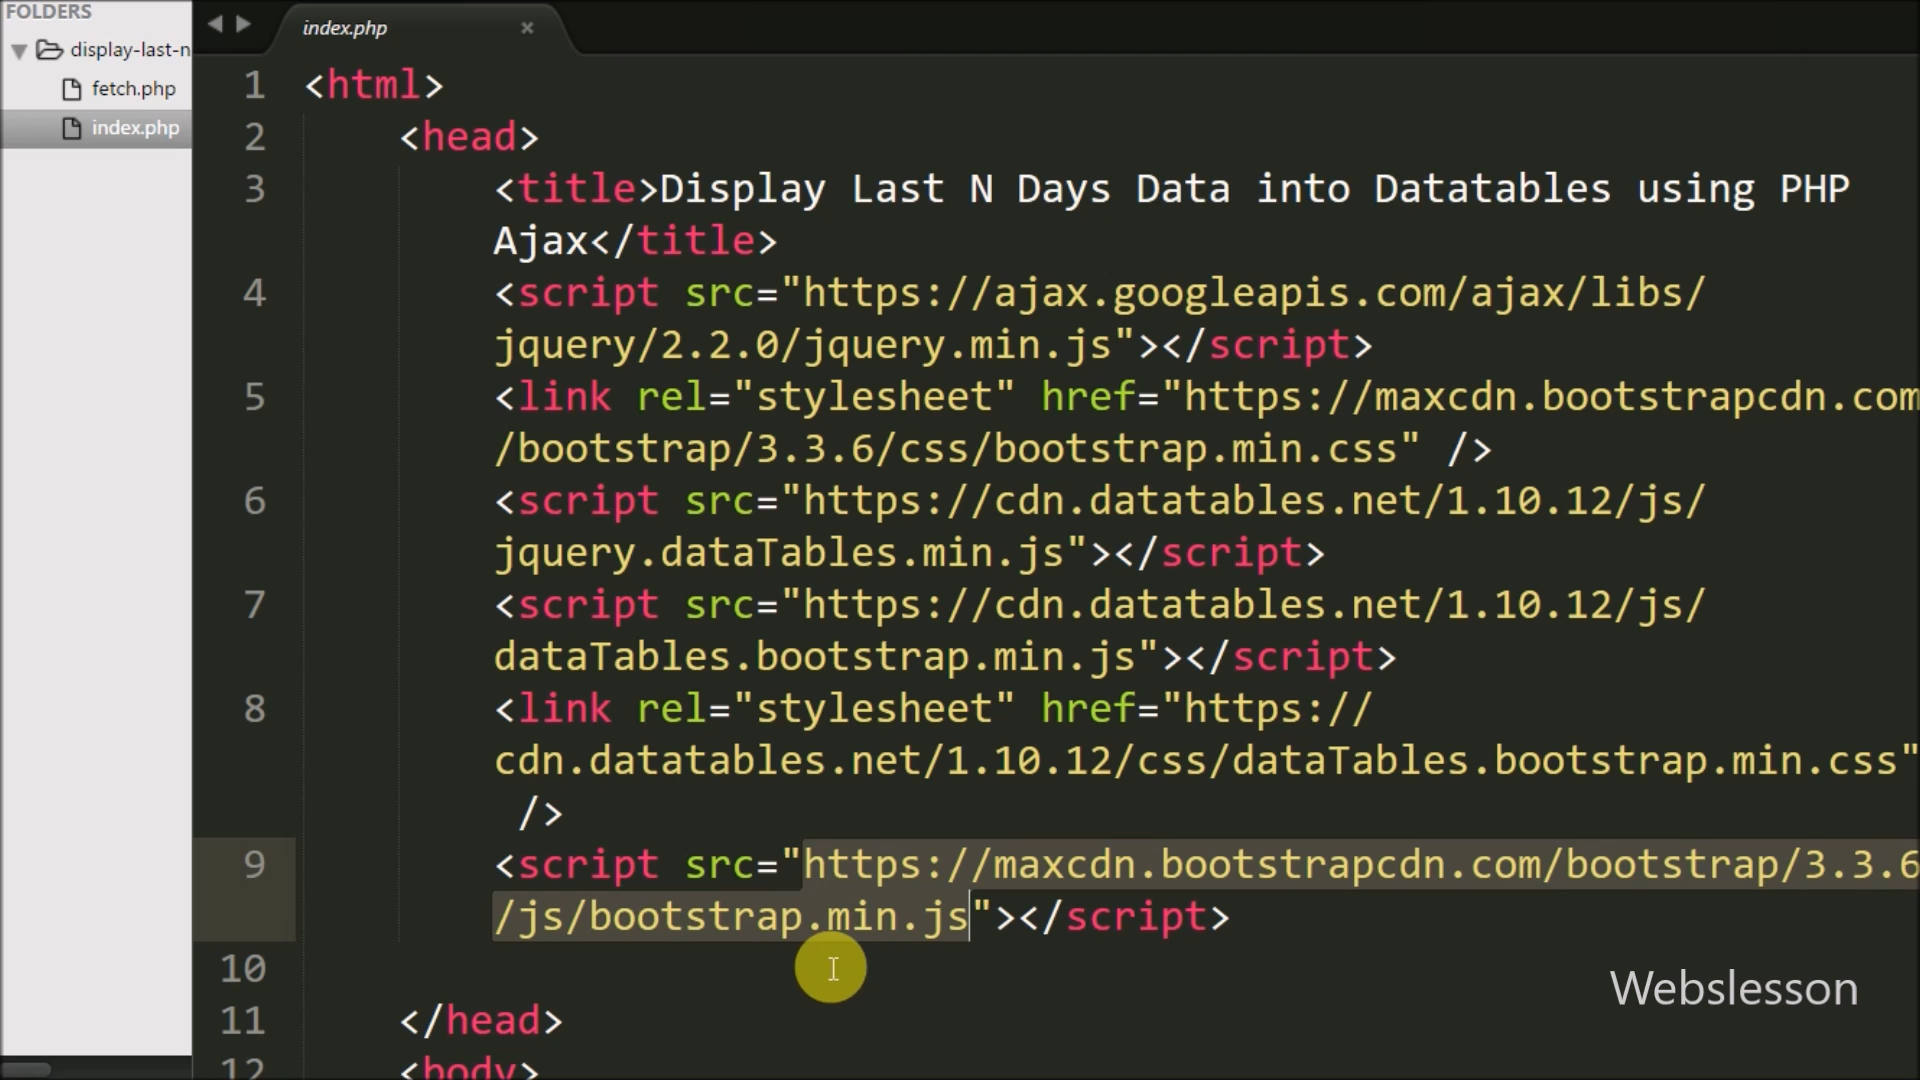 FOLDERS
display-last-n
fetch.php
index.php
index.php ×
1 <html>
2 <head>
3 <title>Display Last N Days Data into Datatables using PHP
Ajax</title>
4 <script src="https://ajax.googleapis.com/ajax/libs/
jquery/2.2.0/jquery.min.js"></script>
5 <link rel="stylesheet" href="https://maxcdn.bootstrapcdn.com
/bootstrap/3.3.6/css/bootstrap.min.css" />
6 <script src="https://cdn.datatables.net/1.10.12/js/
jquery.dataTables.min.js"></script>
7 <script src="https://cdn.datatables.net/1.10.12/js/
dataTables.bootstrap.min.js"></script>
8 <link rel="stylesheet" href="https://
cdn.datatables.net/1.10.12/css/dataTables.bootstrap.min.css"
/>
9 <script src="https://maxcdn.bootstrapcdn.com/bootstrap/3.3.6
/js/bootstrap.min.js"></script>
10
11 </head>
12 <body>
Webslesson